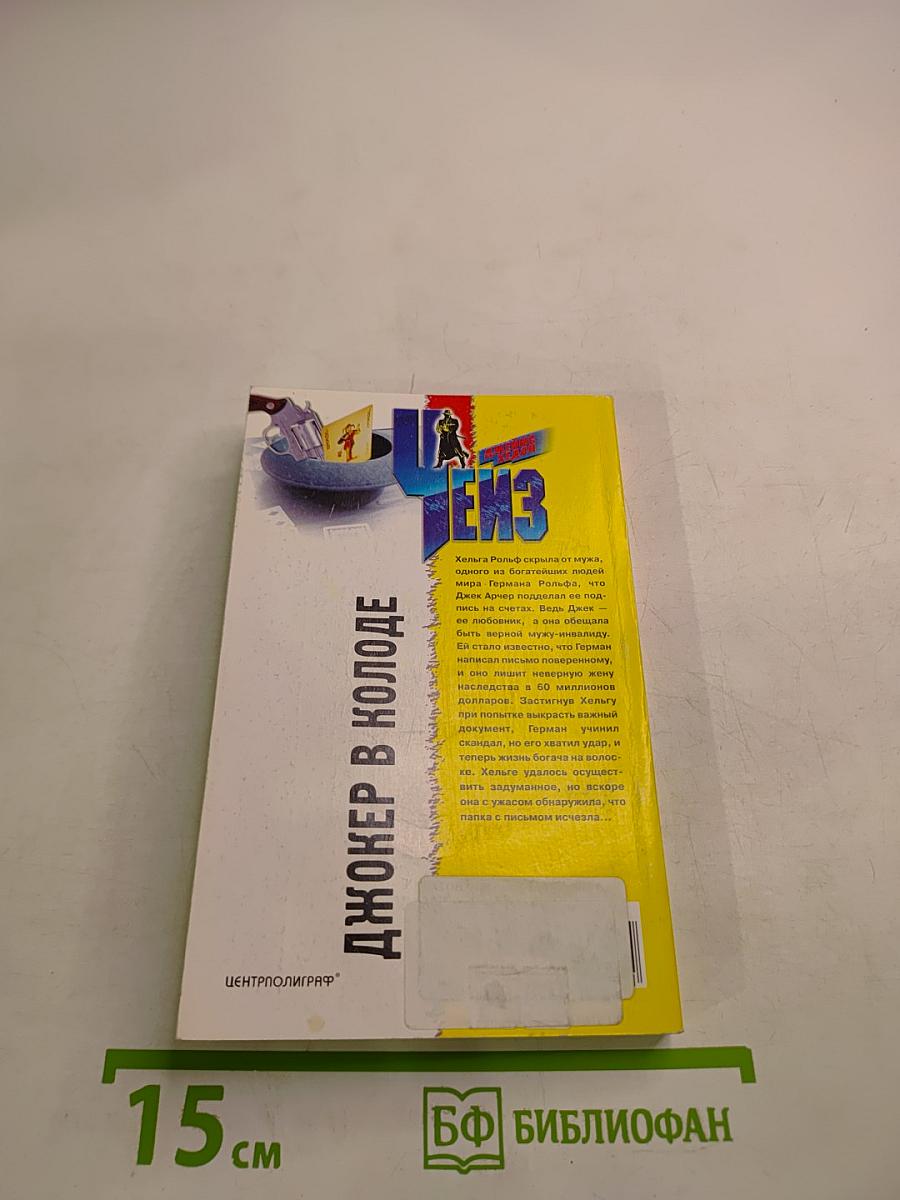 ДЖЕЙМС
ХЕДЛИ
ЧЕЙЗ
Хельга Рольф скрыла от мужа,
одного из богатейших людей
мира Германа Рольфа, что
Джек Арчер подделал ее под-
пись на счетах. Ведь Джек —
ее любовник, а она обещала
быть верной мужу-инвалиду.
Ей стало известно, что Герман
написал письмо поверенному,
и оно лишит неверную жену
наследства в 60 миллионов
долларов. Застигнув Хельгу
при попытке выкрасть важный
документ, Герман учинил
скандал, но его хватил удар, и
теперь жизнь богача на волос-
ке. Хельге удалось осущест-
вить задуманное, но вскоре
она с ужасом обнаружила, что
папка с письмом исчезла...
ДЖОКЕР В КОЛОДЕ
ЦЕНТРПОЛИГРАФ®
15 см
БФ БИБЛИОФАН